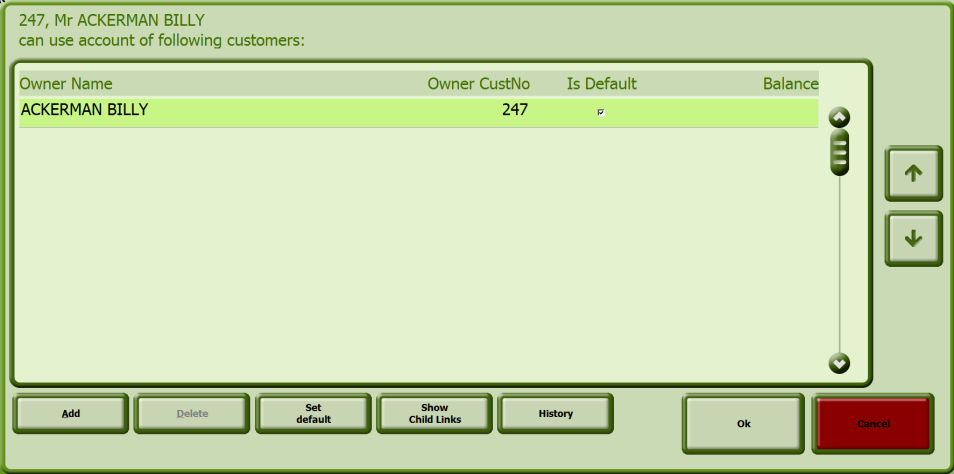 247, Mr ACKERMAN BILLY
can use account of following customers:
Owner Name Owner CustNo Is Default Balance
ACKERMAN BILLY 247
Add Delete Set default Show Child Links History Ok Cancel